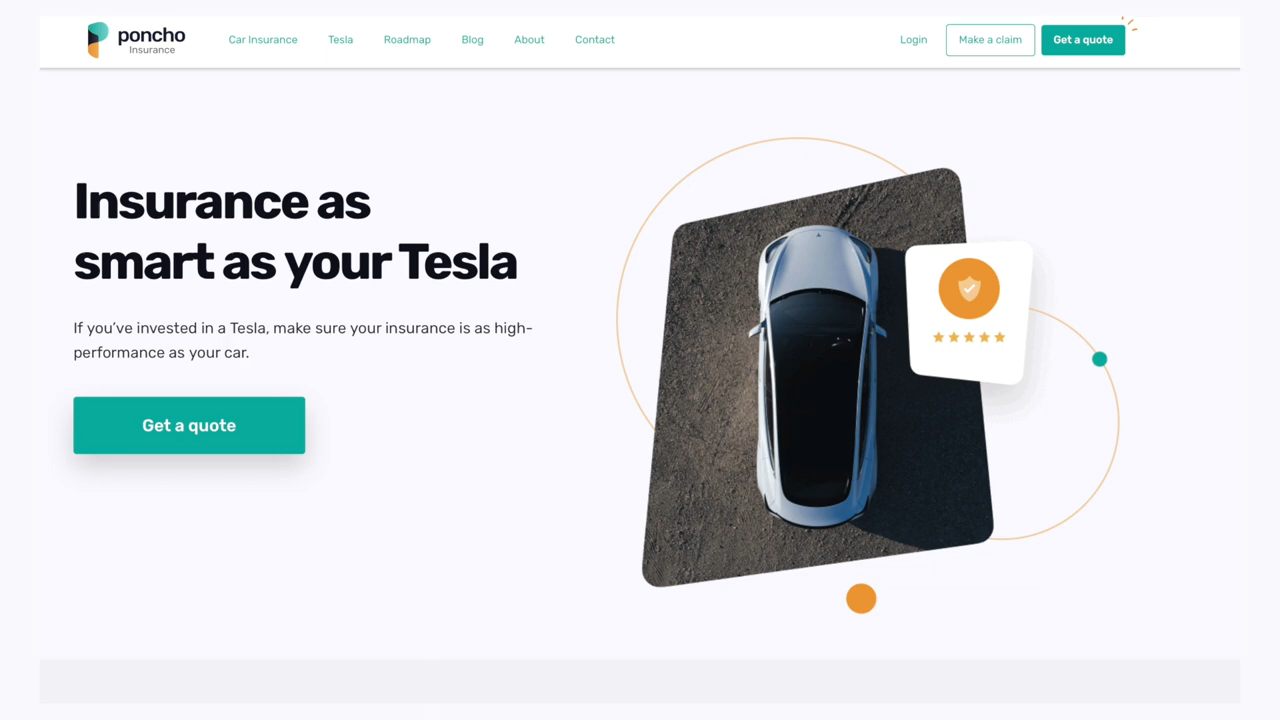 poncho
Insurance
Car Insurance
Tesla
Roadmap
Blog
About
Contact
Login
Make a claim
Get a quote
Insurance as
smart as your Tesla
If you’ve invested in a Tesla, make sure your insurance is as high-
performance as your car.
Get a quote